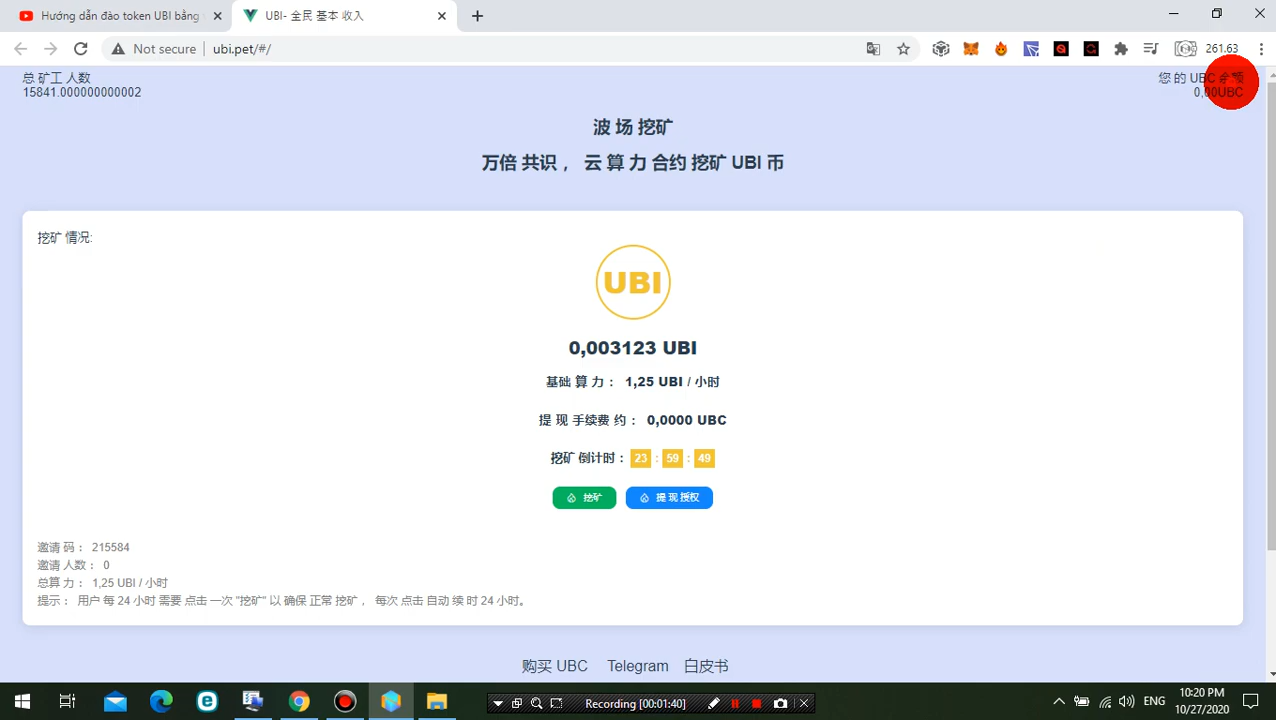 Hướng dẫn đào token UBI bằng
UBI- 全民 基本 收入
Not secure
ubi.pet/#/
261.63
总 矿工 人数
15841.000000000002
您 的 UBC 余额
0,00UBC
波 场 挖矿
万倍 共识 ， 云 算 力 合约 挖矿 UBI 币
挖矿 情况:
UBI
0,003123 UBI
基础 算 力 ： 1,25 UBI / 小时
提 现 手续费 约 ： 0,0000 UBC
挖矿 倒计时 ： 23 : 59 : 49
挖矿
提 现 授权
邀请 码 ： 215584
邀请 人数 ： 0
总算 力 ： 1,25 UBI / 小时
提示 ： 用户 每 24 小时 需要 点击 一次 "挖矿" 以 确保 正常 挖矿 ， 每次 点击 自动 续 时 24 小时。
购买 UBC Telegram 白皮书
Recording [00:01:40]
ENG
10:20 PM
10/27/2020